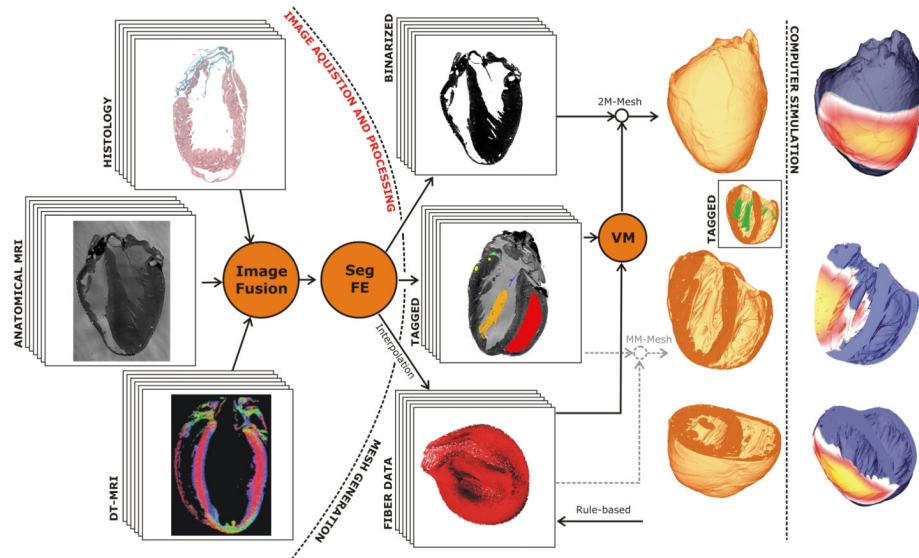 HISTOLOGY
ANATOMICAL MRI
DT-MRI
Image
Fusion
Seg
FE
IMAGE AQUISTION AND PROCESSING
MESH GENERATION
Interpolation
BINARIZED
TAGGED
FIBER DATA
2M-Mesh
VM
MM-Mesh
Rule-based
TAGGED
COMPUTER SIMULATION